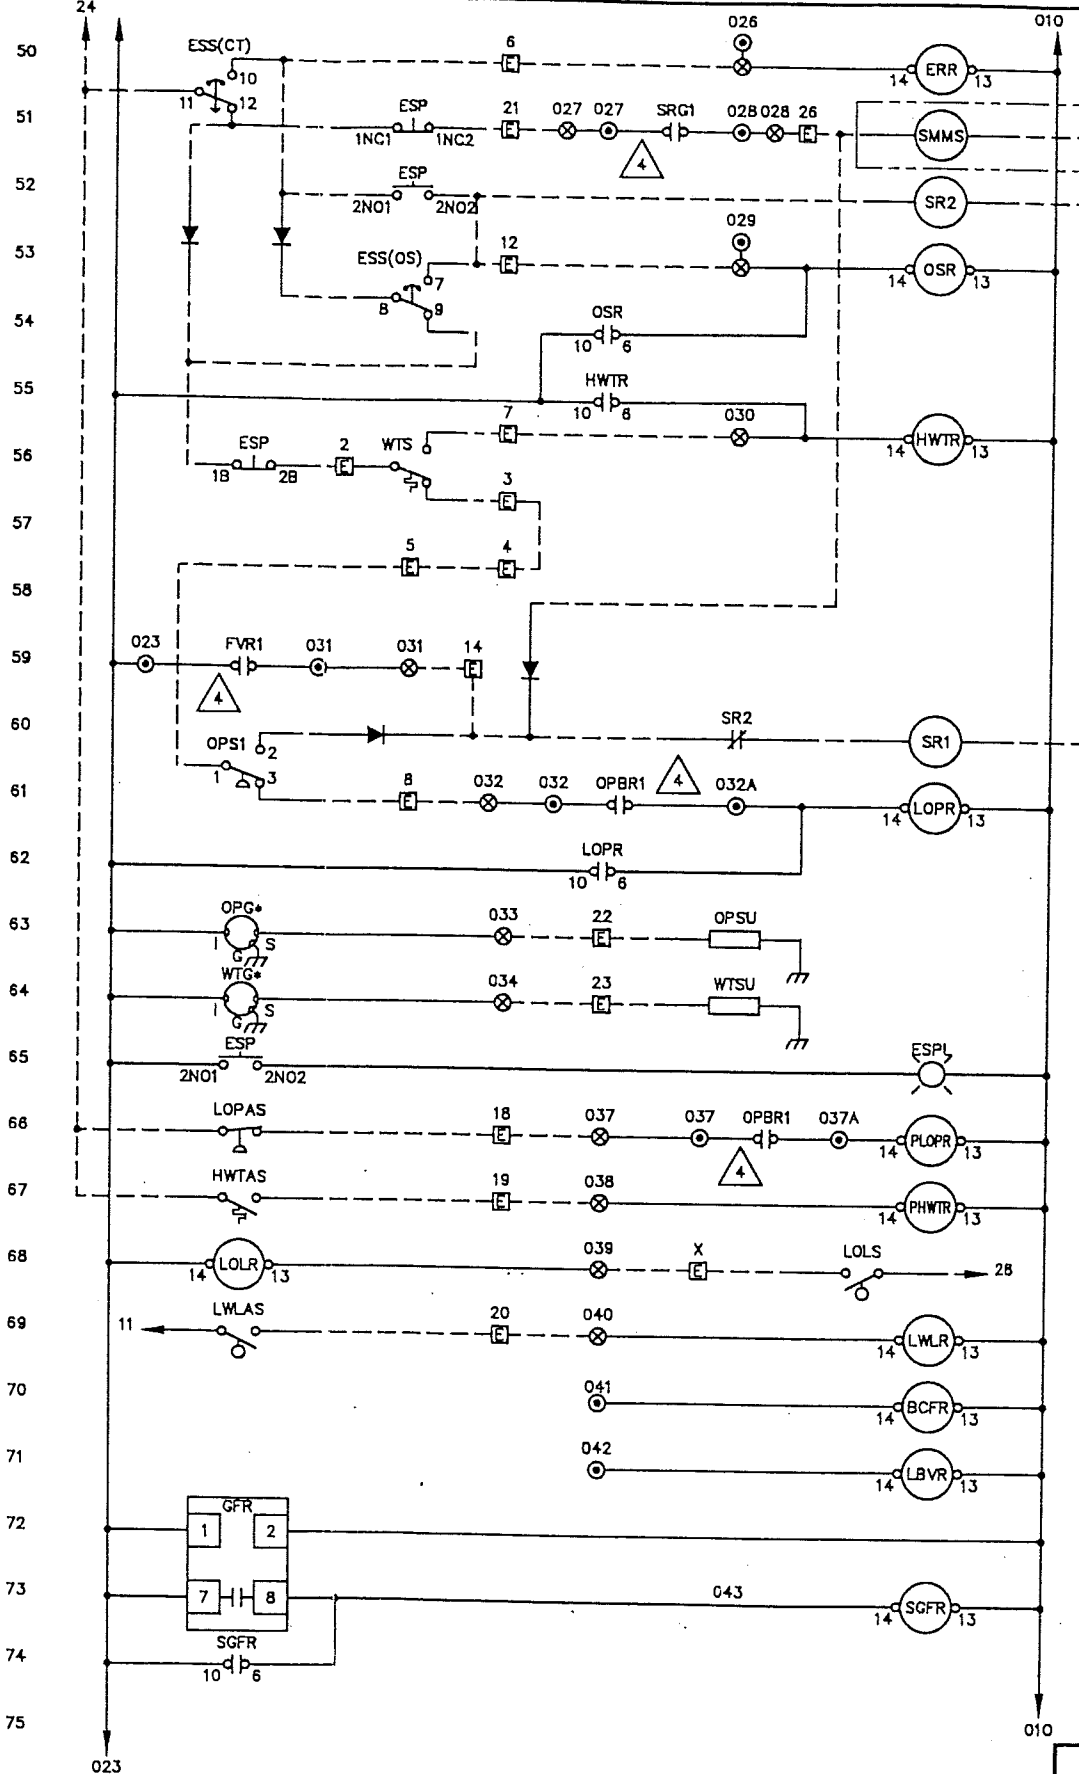 24 026 010
50 ESS(CT) 6
10 14 ERR 13
11 12
51 ESP 21 027 027 SRG1 028 028 26
1NC1 1NC2 4 SMMS
52 ESP
2NO1 2NO2 SR2
53 ESS(OS) 12 029
7 14 OSR 13
8 9
54 OSR
10 6
55 HWTR
10 6
7 030
14 HWTR 13
56 ESP 2 WTS
1B 2B 3
57
5 4
58
59 023 FVR1 031 031 14
4
60 SR2
OPS1 2 SR1
1 3 4
61 8 032 032 OPBR1 032A
14 LOPR 13
62 LOPR
10 6
63 OPG* 033 22 OPSU
I G S
64 WTG* 034 23 WTSU
I G S
65 ESP ESPL
2NO1 2NO2
68 LOPAS 18 037 037 OPBR1 037A
4 14 PLOPR 13
67 HWTAS 19 038
14 PHWTR 13
68 039 X LOLS
14 LOLR 13 28
69 LWLAS 20 040
11 14 LWLR 13
70 041
14 BCFR 13
71 042
14 LBVR 13
72 GFR
1 2
73 7 8 043
14 SGFR 13
74 SGFR
10 6
75
010
023